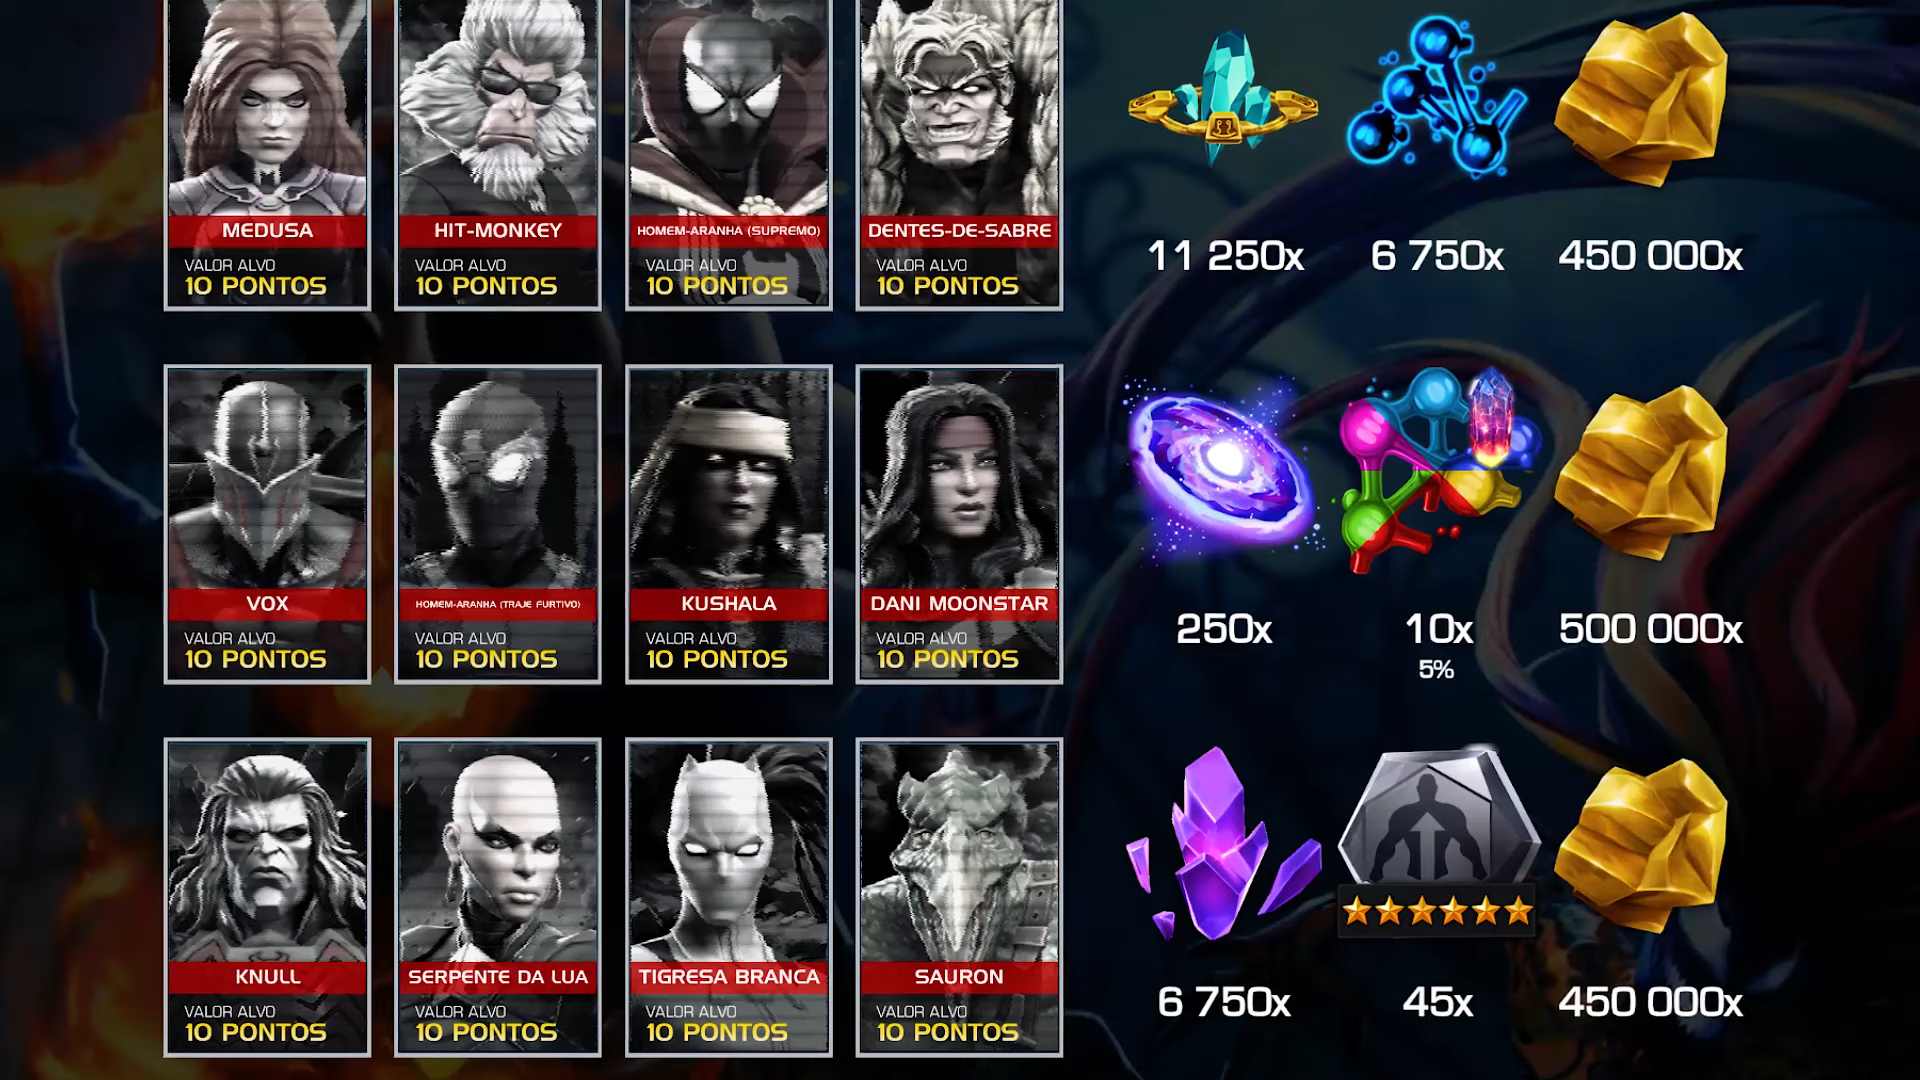 MEDUSA
HIT-MONKEY
HOMEM-ARANHA (SUPREMO)
DENTES-DE-SABRE
VALOR ALVO
10 PONTOS
VALOR ALVO
10 PONTOS
VALOR ALVO
10 PONTOS
VALOR ALVO
10 PONTOS
11 250x
6 750x
450 000x
VOX
HOMEM-ARANHA (TRAJE FURTIVO)
KUSHALA
DANI MOONSTAR
VALOR ALVO
10 PONTOS
VALOR ALVO
10 PONTOS
VALOR ALVO
10 PONTOS
VALOR ALVO
10 PONTOS
250x
10x
5%
500 000x
KNULL
SERPENTE DA LUA
TIGRESA BRANCA
SAURON
VALOR ALVO
10 PONTOS
VALOR ALVO
10 PONTOS
VALOR ALVO
10 PONTOS
VALOR ALVO
10 PONTOS
6 750x
45x
450 000x